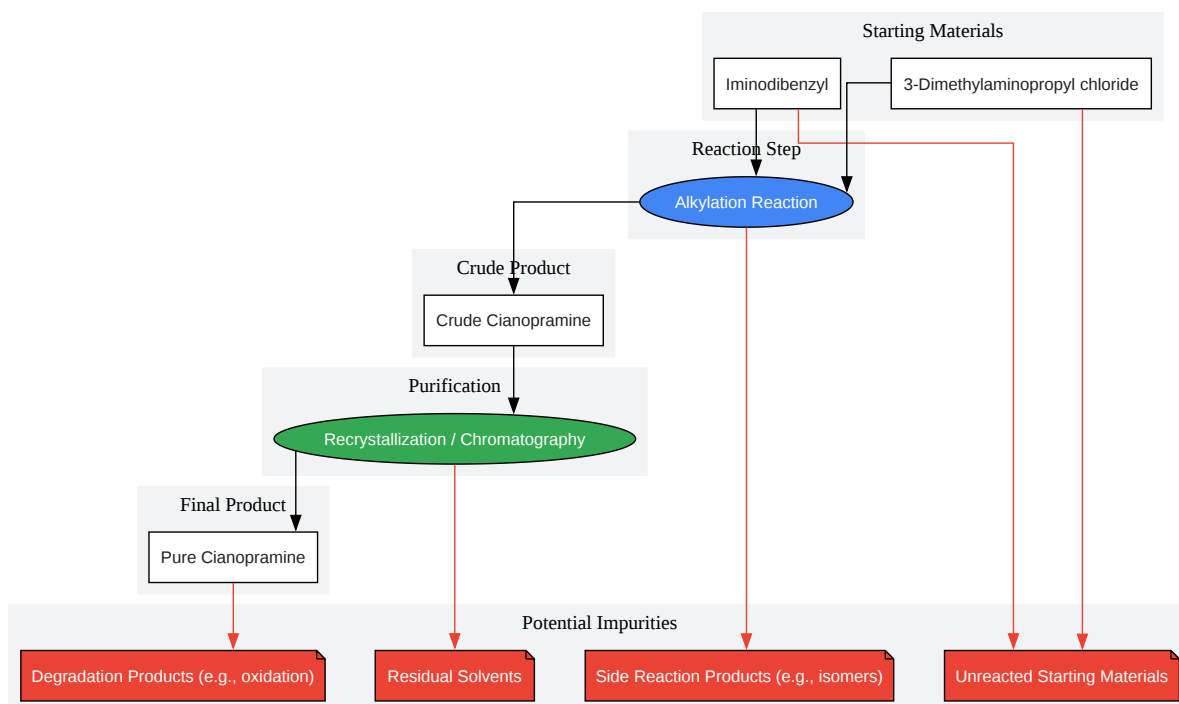 Starting Materials
Iminodibenzyl
3-Dimethylaminopropyl chloride
Reaction Step
Alkylation Reaction
Crude Product
Crude Cianopramine
Purification
Recrystallization / Chromatography
Final Product
Pure Cianopramine
Potential Impurities
Degradation Products (e.g., oxidation)
Residual Solvents
Side Reaction Products (e.g., isomers)
Unreacted Starting Materials